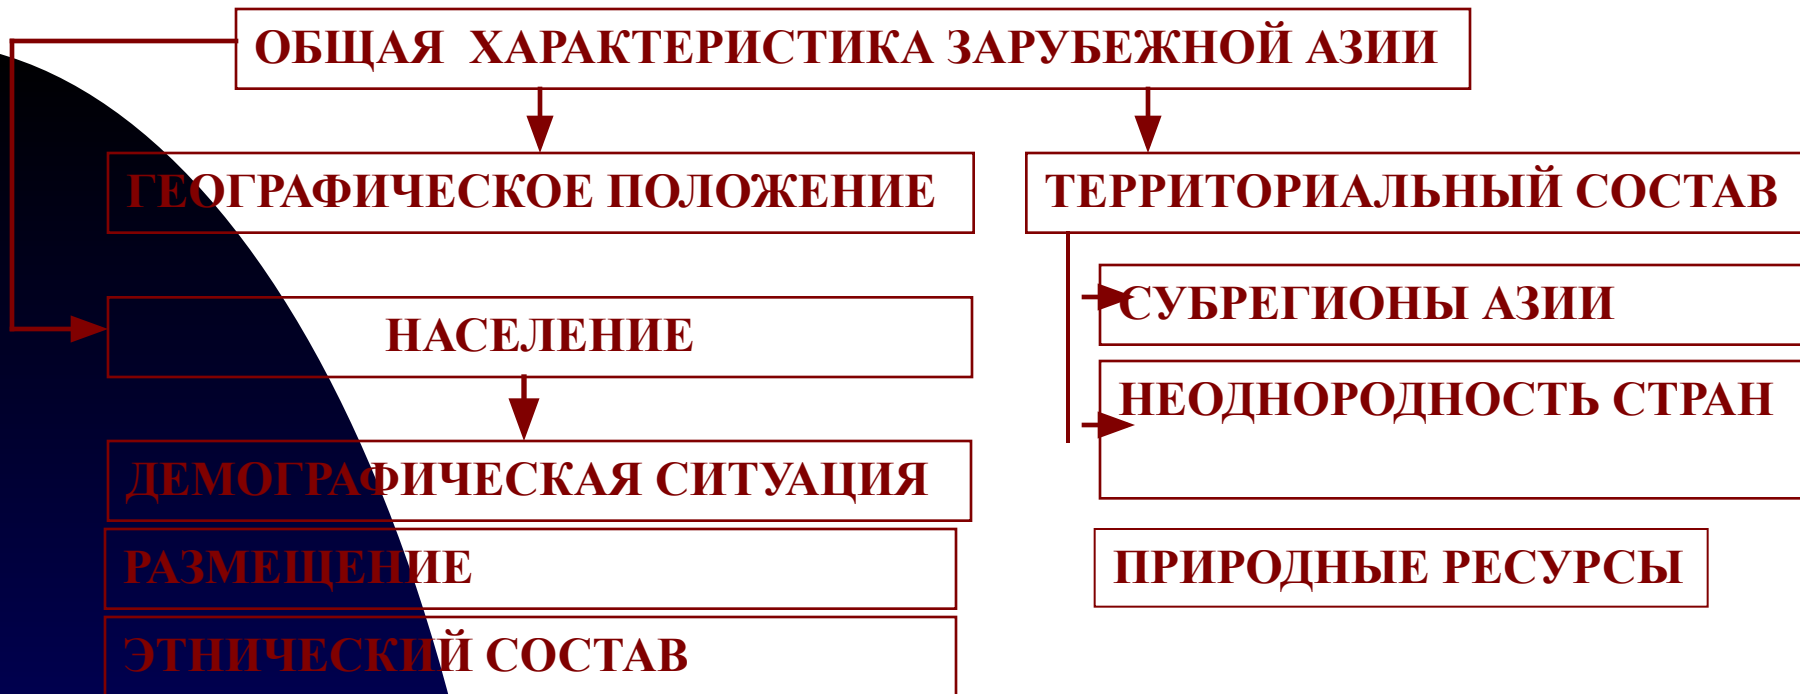 ОБЩАЯ ХАРАКТЕРИСТИКА ЗАРУБЕЖНОЙ АЗИИ
ГЕОГРАФИЧЕСКОЕ ПОЛОЖЕНИЕ
ТЕРРИТОРИАЛЬНЫЙ СОСТАВ
СУБРЕГИОНЫ АЗИИ
НАСЕЛЕНИЕ
НЕОДНОРОДНОСТЬ СТРАН
ДЕМОГРАФИЧЕСКАЯ СИТУАЦИЯ
РАЗМЕЩЕНИЕ
ПРИРОДНЫЕ РЕСУРСЫ
ЭТНИЧЕСКИЙ СОСТАВ